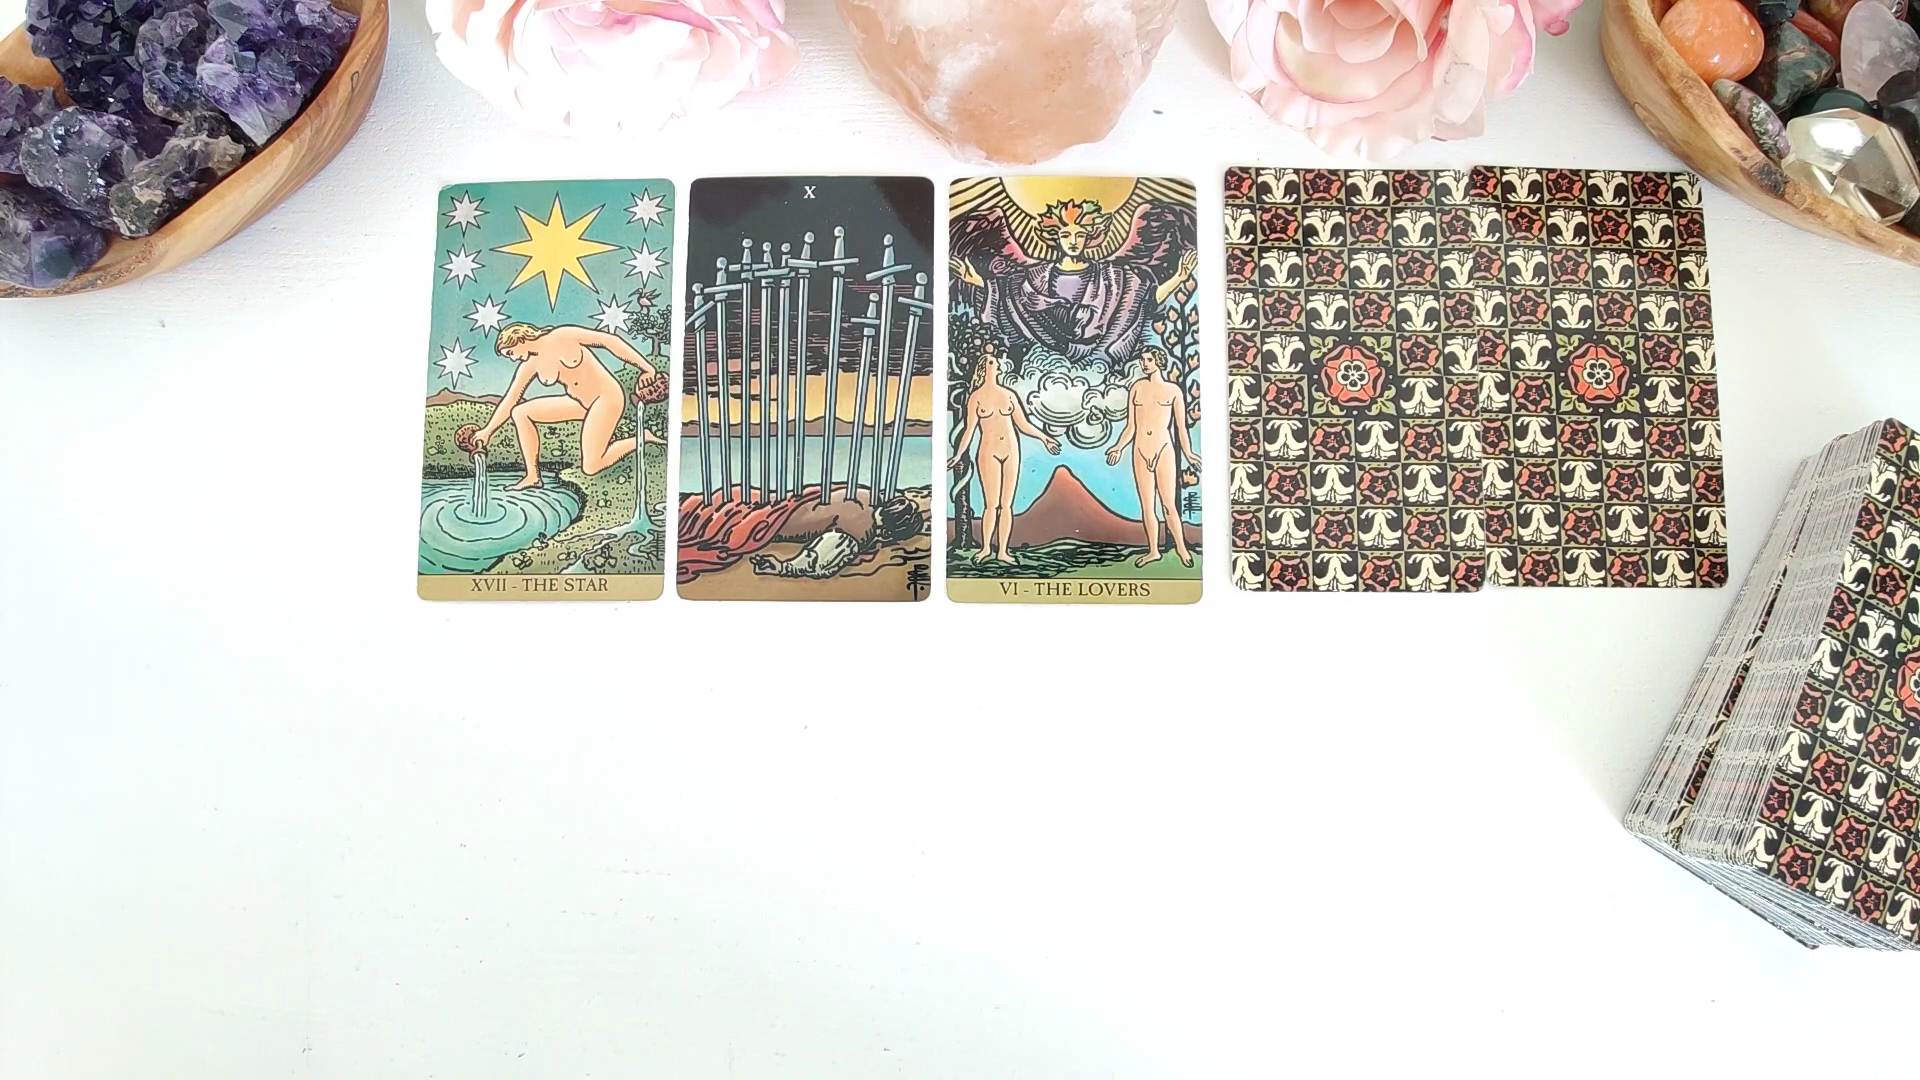 XVII - THE STAR
X
VI - THE LOVERS